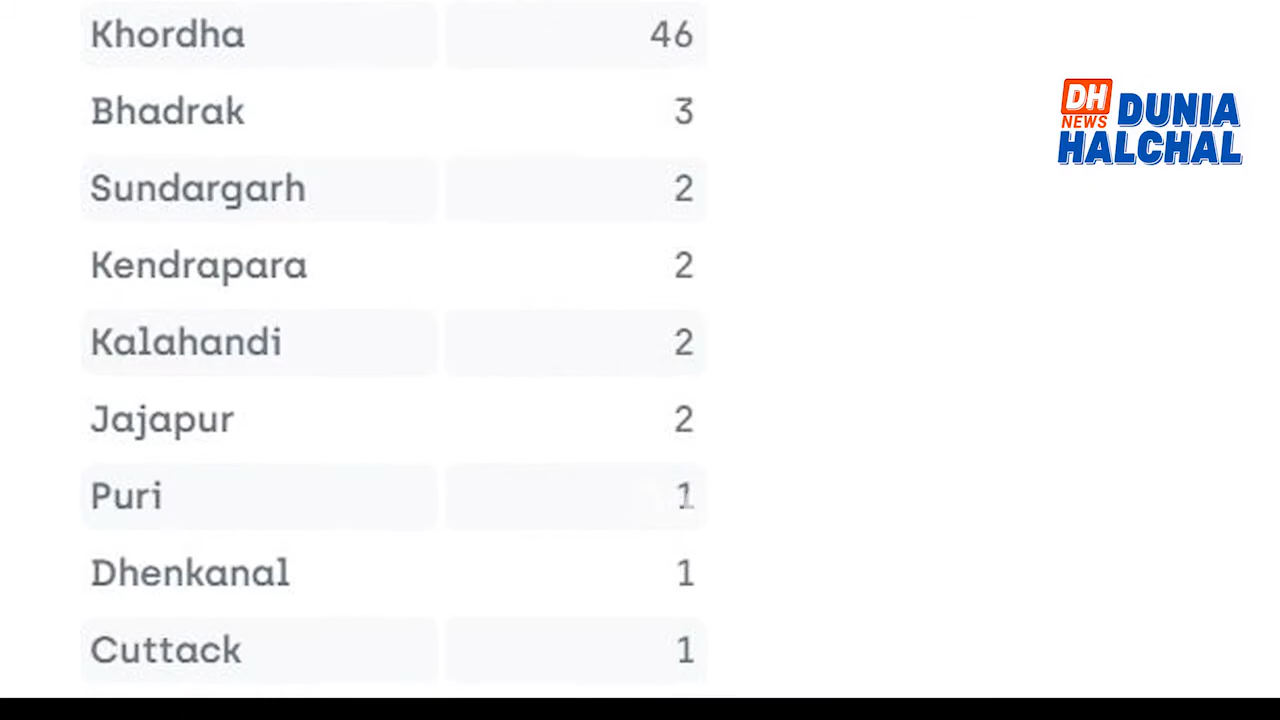 Khordha 46
Bhadrak 3
Sundargarh 2
Kendrapara 2
Kalahandi 2
Jajapur 2
Puri 1
Dhenkanal 1
Cuttack 1
DH NEWS DUNIA HALCHAL